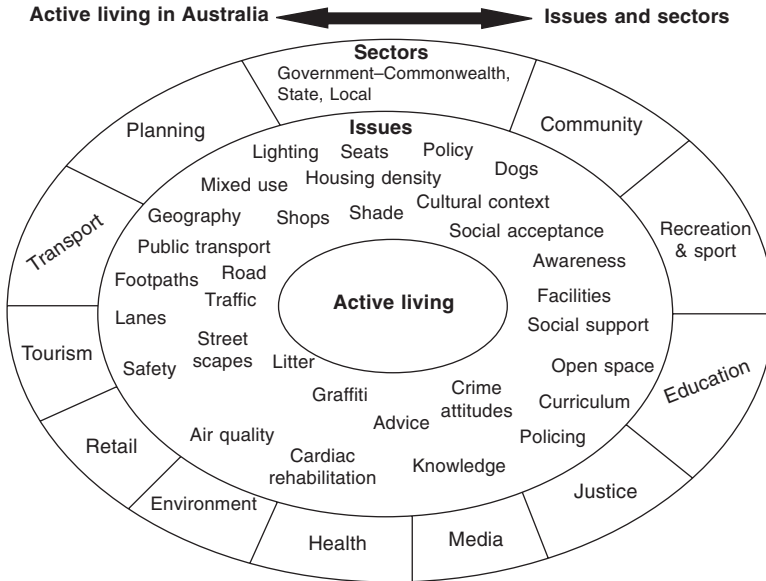 Active living in Australia
Issues and sectors
Sectors
Government–Commonwealth,
State, Local
Planning
Community
Transport
Recreation
& sport
Tourism
Education
Retail
Justice
Environment
Health
Media
Issues
Lighting
Seats
Policy
Dogs
Mixed use
Housing density
Cultural context
Geography
Shops
Shade
Social acceptance
Public transport
Awareness
Footpaths
Road
Traffic
Facilities
Active living
Lanes
Social support
Street
scapes
Safety
Litter
Open space
Graffiti
Crime
attitudes
Curriculum
Advice
Air quality
Policing
Cardiac
rehabilitation
Knowledge